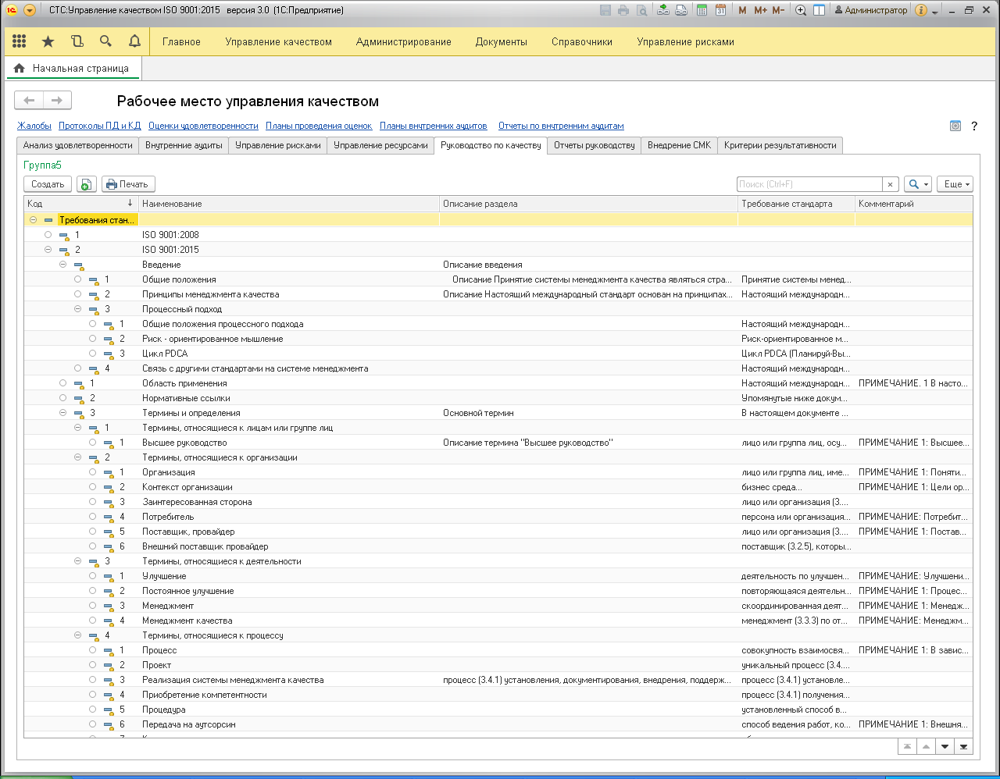 СТС:Управление качеством ISO 9001:2015   версия 3.0  (1С:Предприятие)
M M+ M- Администратор
Главное Управление качеством Администрирование Документы Справочники Управление рисками
Начальная страница
Рабочее место управления качеством
Жалобы Протоколы ПД и КД Оценки удовлетворенности Планы проведения оценок Планы внутренних аудитов Отчеты по внутренним аудитам ?
Анализ удовлетворенности Внутренние аудиты Управление рисками Управление ресурсами Руководство по качеству Отчеты руководству Внедрение СМК Критерии результативности
Группа5
Создать Печать Поиск (Ctrl+F) × Еще
Код ↓ Наименование Описание раздела Требование стандарта Комментарий
Требования стан...
1 ISO 9001:2008
2 ISO 9001:2015
Введение Описание введения
1 Общие положения Описание Принятие системы менеджмента качества являться стра... Принятие системы менед...
2 Принципы менеджмента качества Описание Настоящий международный стандарт основан на принципах... Настоящий международн...
3 Процессный подход
1 Общие положения процессного подхода Настоящий международн...
2 Риск - ориентированное мышление Риск-ориентированное м...
3 Цикл PDCA Цикл PDCA (Планируй-Вы...
4 Связь с другими стандартами на системе менеджмента Настоящий международн...
1 Область применения Настоящий международн... ПРИМЕЧАНИЕ. 1 В насто...
2 Нормативные ссылки Упомянутые ниже докум...
3 Термины и определения Основной термин В настоящем документе ...
1 Термины, относящиеся к лицам или группе лиц
1 Высшее руководство Описание термина "Высшее руководство" лицо или группа лиц, осу... ПРИМЕЧАНИЕ 1: Высшее...
2 Термины, относящиеся к организации
1 Организация лицо или группа лиц, име... ПРИМЕЧАНИЕ 1: Поняти...
2 Контекст организации бизнес среда... ПРИМЕЧАНИЕ 1: Цели ор...
3 Заинтересованная сторона лицо или организация (3....
4 Потребитель персона или организация... ПРИМЕЧАНИЕ: Потребит...
5 Поставщик, провайдер лицо или организация (3.... ПРИМЕЧАНИЕ 1: Постав...
6 Внешний поставщик провайдер поставщик (3.2.5), которы...
3 Термины, относящиеся к деятельности
1 Улучшение деятельность по улучшен... ПРИМЕЧАНИЕ: Улучшени...
2 Постоянное улучшение повторяющаяся деятельн... ПРИМЕЧАНИЕ 1: Процес...
3 Менеджмент скоординированная деят... ПРИМЕЧАНИЕ 1: Менедж...
4 Менеджмент качества менеджмент (3.3.3) по от... ПРИМЕЧАНИЕ: Менеджм...
4 Термины, относящиеся к процессу
1 Процесс совокупность взаимосвя... ПРИМЕЧАНИЕ 1: В завис...
2 Проект уникальный процесс (3.4....
3 Реализация системы менеджмента качества процесс (3.4.1) установления, документирования, внедрения, поддерж... процесс (3.4.1) установле...
4 Приобретение компетентности процесс (3.4.1) получения...
5 Процедура установленный способ в...
6 Передача на аутсорсин способ ведения работ, ко... ПРИМЕЧАНИЕ 1: Внешня...